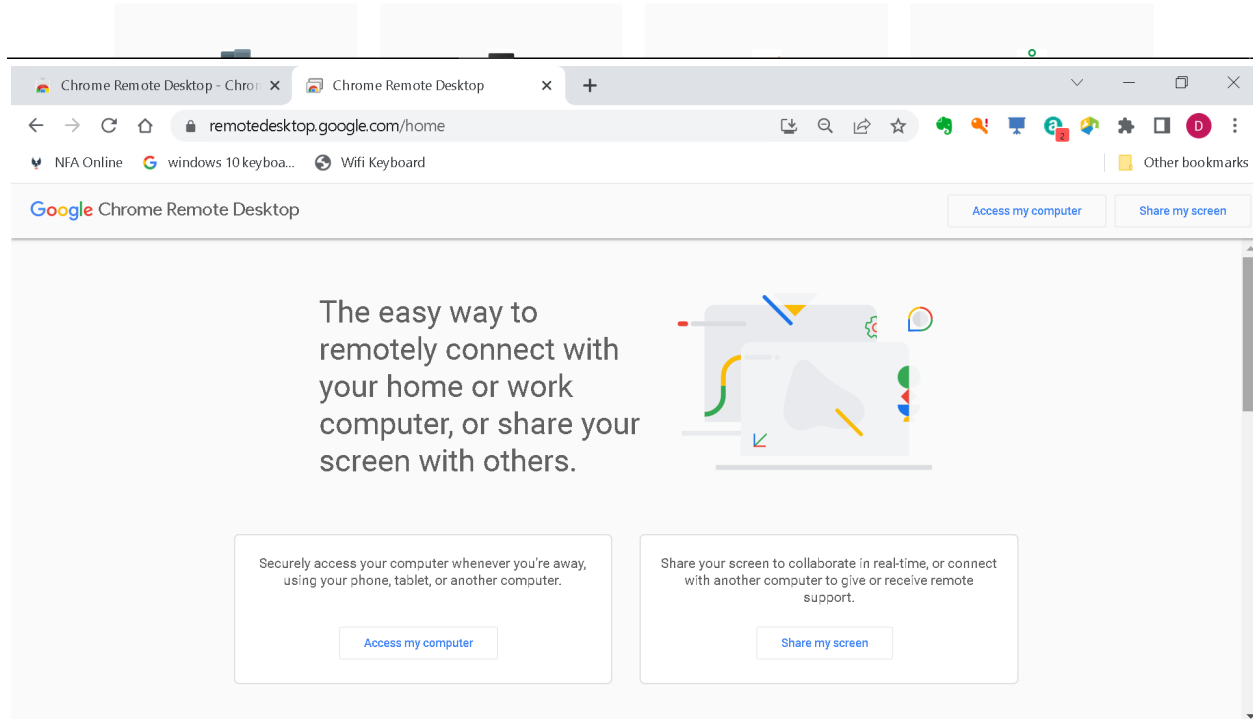 Chrome Remote Desktop - Chron
Chrome Remote Desktop
remotedesktop.google.com/home
2
D
NFA Online
windows 10 keyboa...
Wifi Keyboard
Other bookmarks
Google Chrome Remote Desktop
Access my computer
Share my screen
The easy way to
remotely connect with
your home or work
computer, or share your
screen with others.
Securely access your computer whenever you're away,
using your phone, tablet, or another computer.
Access my computer
Share your screen to collaborate in real-time, or connect
with another computer to give or receive remote
support.
Share my screen